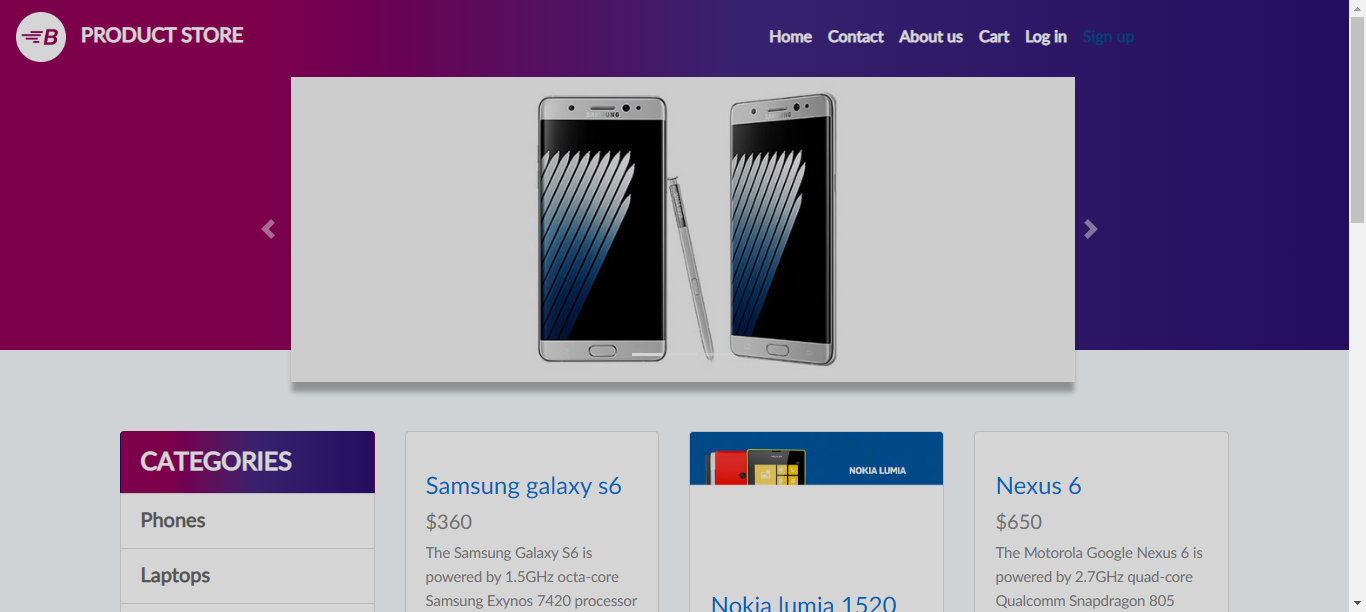 B PRODUCT STORE
Home Contact About us Cart Log in Sign up
SAMSUNG
SAMSUNG
CATEGORIES
Phones
Laptops
Samsung galaxy s6
$360
The Samsung Galaxy S6 is
powered by 1.5GHz octa-core
Samsung Exynos 7420 processor
NOKIA LUMIA
Nokia lumia 1520
Nexus 6
$650
The Motorola Google Nexus 6 is
powered by 2.7GHz quad-core
Qualcomm Snapdragon 805